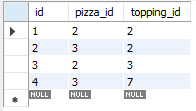 id pizza_id topping_id
1 2 2
2 3 2
3 2 3
4 3 7
NULL NULL NULL